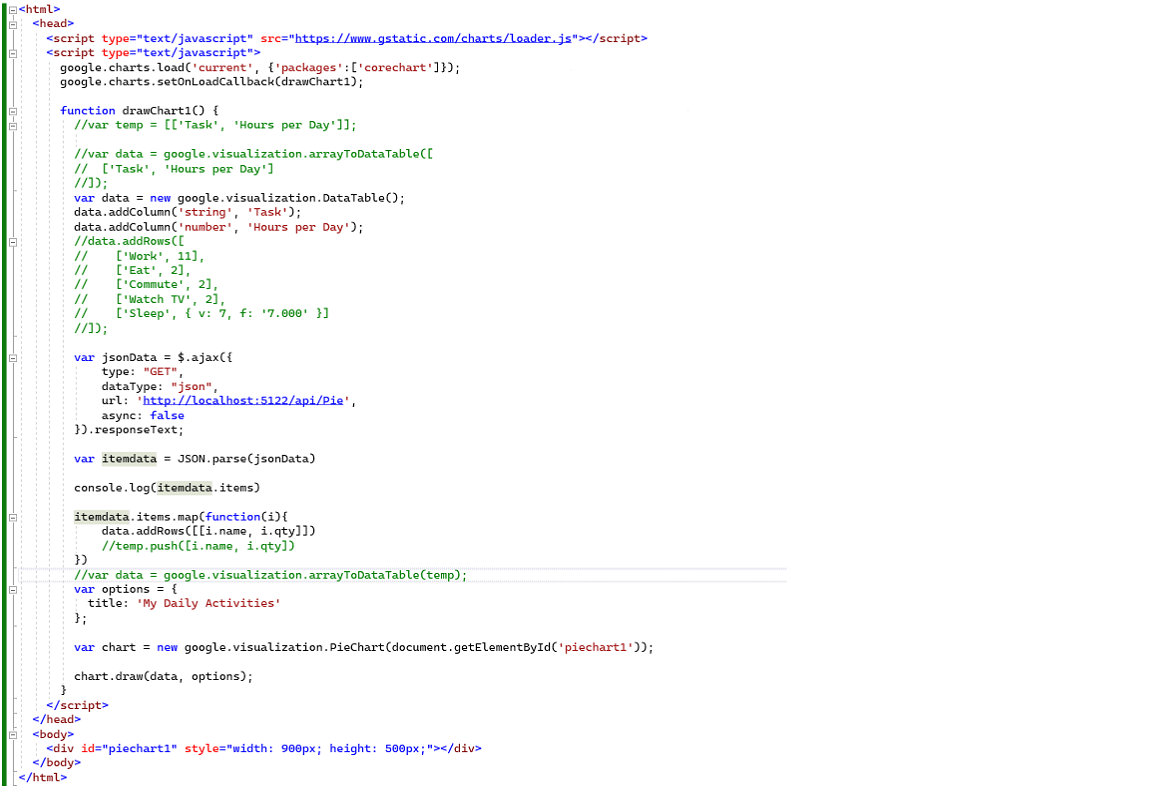 <html>
<head>
<script type="text/javascript" src="https://www.gstatic.com/charts/loader.js"></script>
<script type="text/javascript">
google.charts.load('current', {'packages':['corechart']});
google.charts.setOnLoadCallback(drawChart1);
function drawChart1() {
//var temp = [['Task', 'Hours per Day']];
//var data = google.visualization.arrayToDataTable([
//  ['Task', 'Hours per Day']
//]);
var data = new google.visualization.DataTable();
data.addColumn('string', 'Task');
data.addColumn('number', 'Hours per Day');
//data.addRows([
//    ['Work', 11],
//    ['Eat', 2],
//    ['Commute', 2],
//    ['Watch TV', 2],
//    ['Sleep', { v: 7, f: '7.000' }]
//]);
var jsonData = $.ajax({
type: "GET",
dataType: "json",
url: 'http://localhost:5122/api/Pie',
async: false
}).responseText;
var itemdata = JSON.parse(jsonData)
console.log(itemdata.items)
itemdata.items.map(function(i){
data.addRows([[i.name, i.qty]])
//temp.push([i.name, i.qty])
})
//var data = google.visualization.arrayToDataTable(temp);
var options = {
title: 'My Daily Activities'
};
var chart = new google.visualization.PieChart(document.getElementById('piechart1'));
chart.draw(data, options);
}
</script>
</head>
<body>
<div id="piechart1" style="width: 900px; height: 500px;"></div>
</body>
</html>